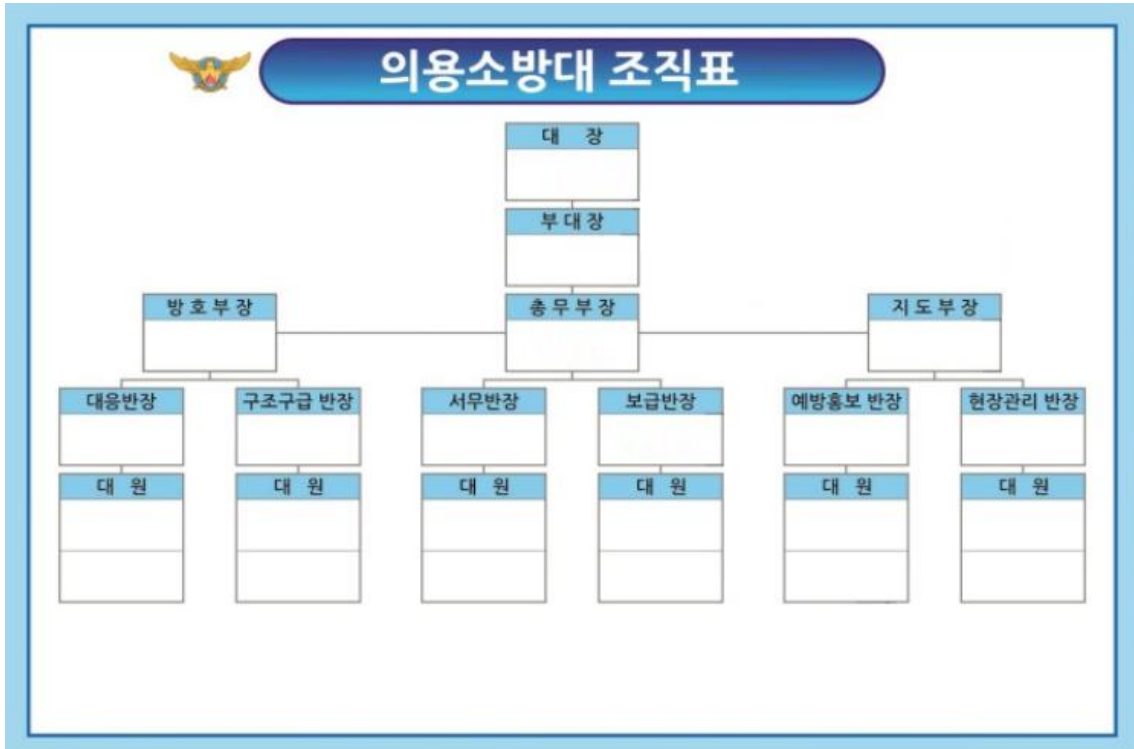 의용소방대 조직표
대 장
부 대 장
방 호 부 장
총 무 부 장
지 도 부 장
대응반장
구조구급 반장
서무반장
보급반장
예방홍보 반장
현장관리 반장
대 원
대 원
대 원
대 원
대 원
대 원